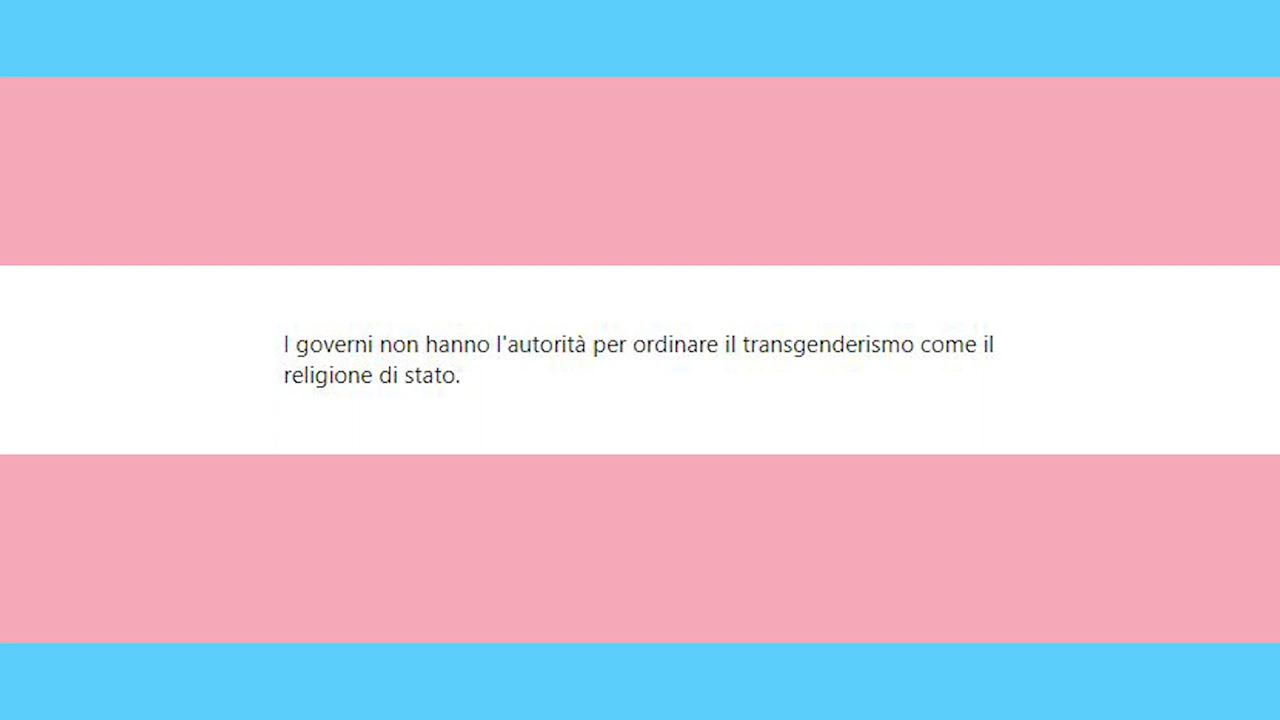 I governi non hanno l'autorità per ordinare il transgenderismo come il
religione di stato.